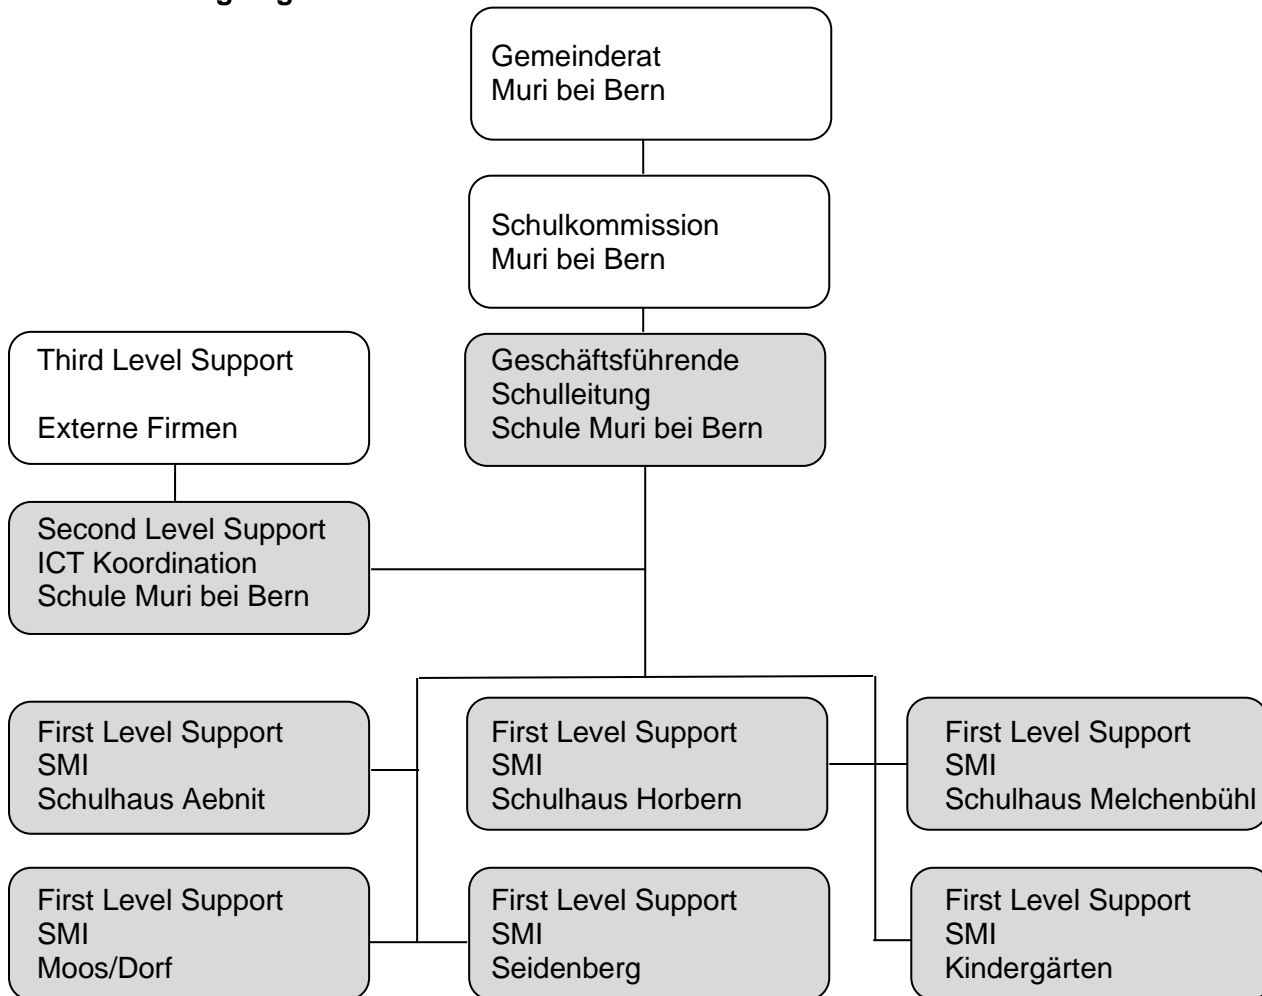 Gemeinderat
Muri bei Bern
Schulkommission
Muri bei Bern
Third Level Support
Externe Firmen
Geschäftsführende
Schulleitung
Schule Muri bei Bern
Second Level Support
ICT Koordination
Schule Muri bei Bern
First Level Support
SMI
Schulhaus Aebnit
First Level Support
SMI
Schulhaus Horbern
First Level Support
SMI
Schulhaus Melchenbühl
First Level Support
SMI
Moos/Dorf
First Level Support
SMI
Seidenberg
First Level Support
SMI
Kindergärten